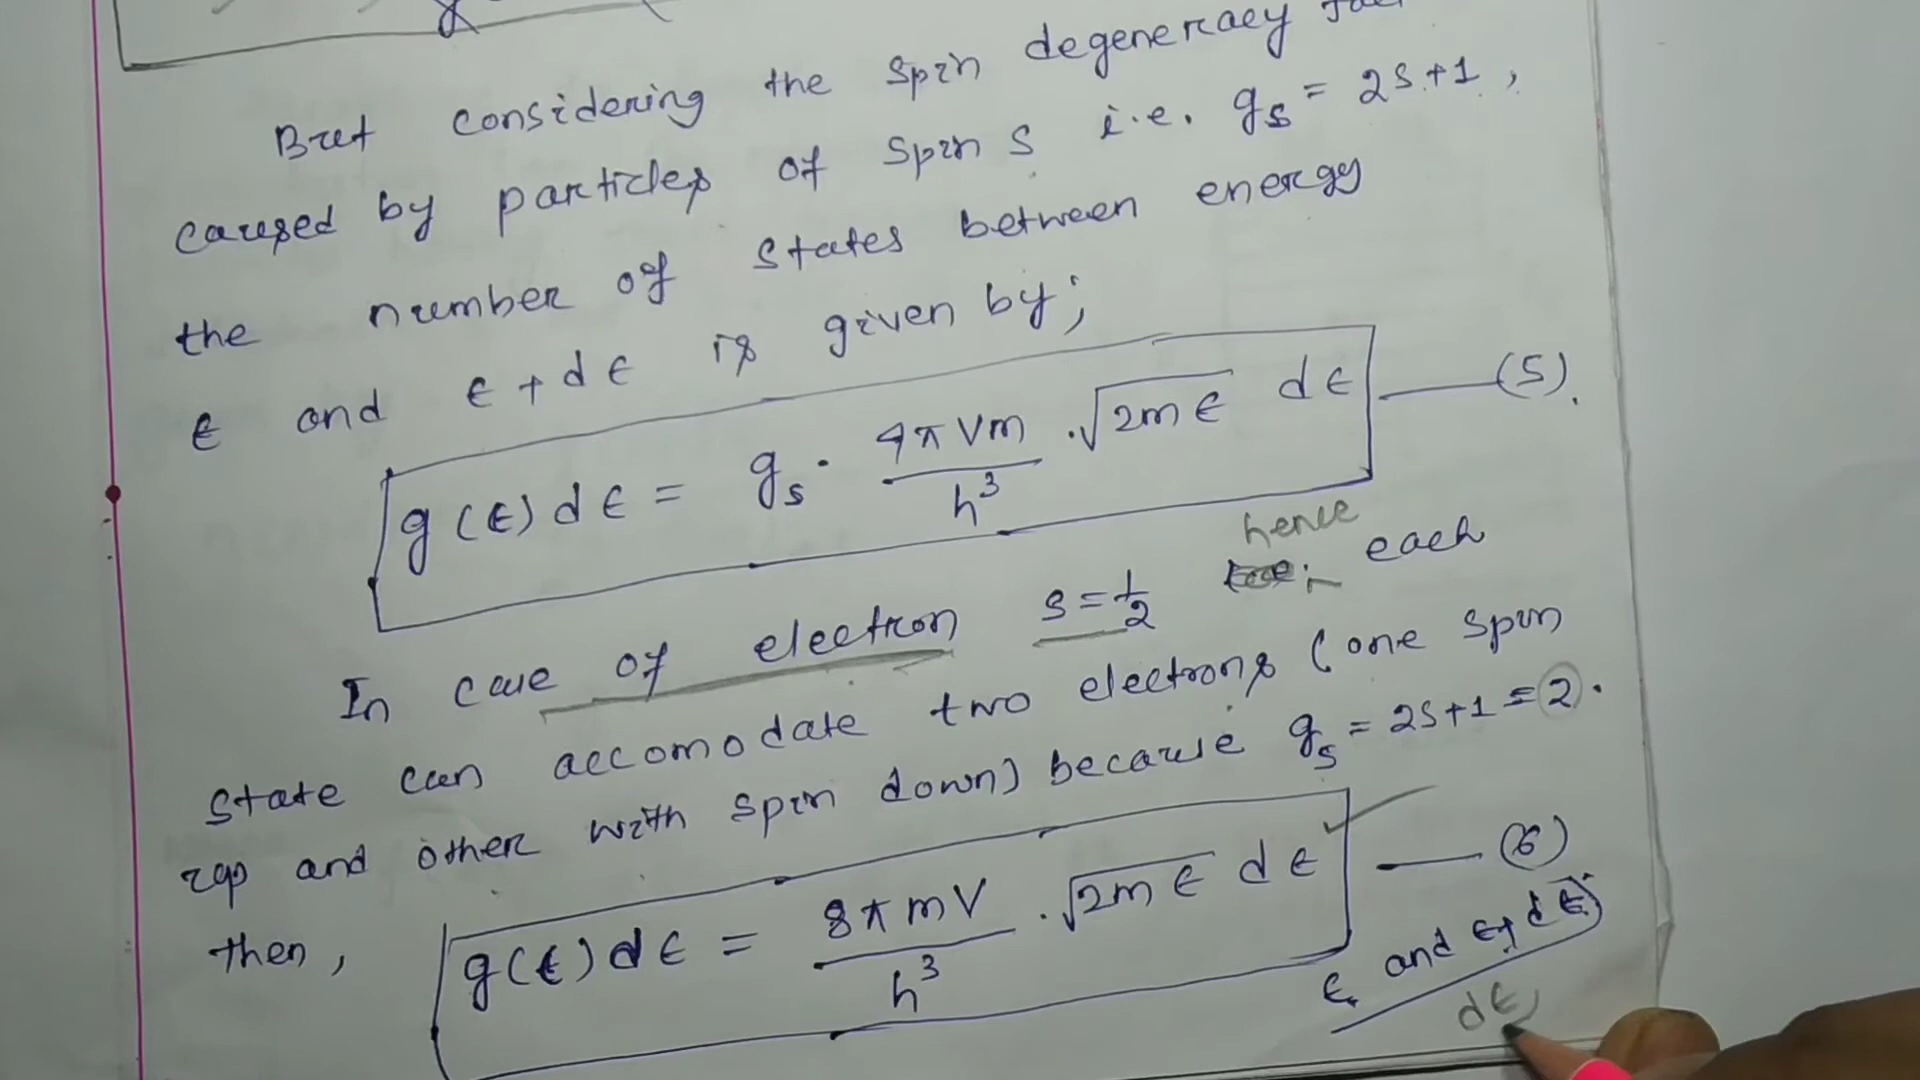 But considering the spin degeneracy
caused by particles of spin s i.e. gₛ = 2s+1,
the number of states between energy
ϵ and ϵ + dϵ is given by;
g(ϵ)dϵ = gₛ · 4πVm/h³ · √2mϵ dϵ —— (5).
hence
In case of electron s = 1/2 each
state can accomodate two electrons (one spin
up and other with spin down) because gₛ = 2s+1 = 2.
then, g(ϵ)dϵ = 8πmV/h³ · √2mϵ dϵ —— (6)
ϵ and ϵ+dϵ
dϵ